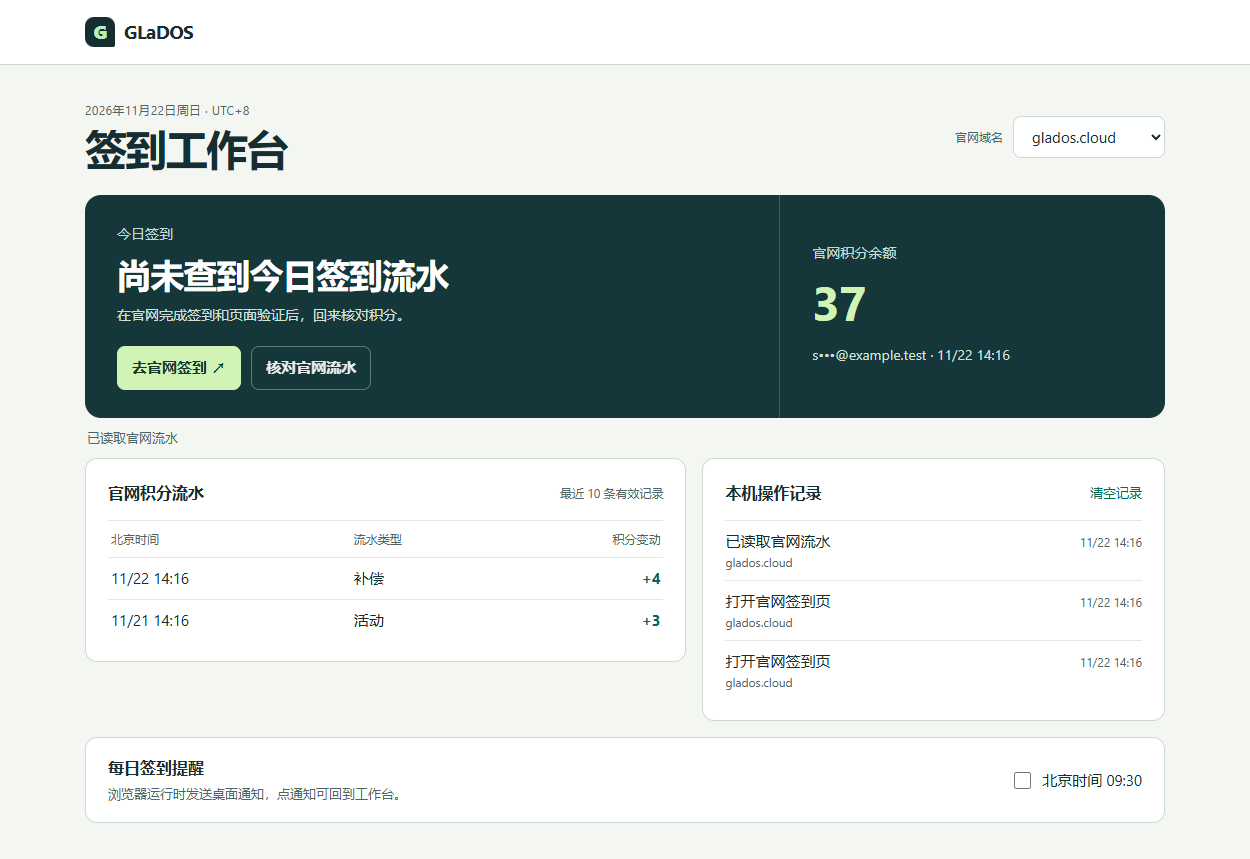 G GLaDOS
2026年11月22日周日 · UTC+8
签到工作台
官网域名 glados.cloud
今日签到
尚未查到今日签到流水
在官网完成签到和页面验证后，回来核对积分。
去官网签到 ↗ 核对官网流水
官网积分余额
37
s•••@example.test · 11/22 14:16
已读取官网流水
官网积分流水 最近 10 条有效记录
北京时间 流水类型 积分变动
11/22 14:16 补偿 +4
11/21 14:16 活动 +3
本机操作记录 清空记录
已读取官网流水 11/22 14:16
glados.cloud
打开官网签到页 11/22 14:16
glados.cloud
打开官网签到页 11/22 14:16
glados.cloud
每日签到提醒
浏览器运行时发送桌面通知，点通知可回到工作台。
北京时间 09:30